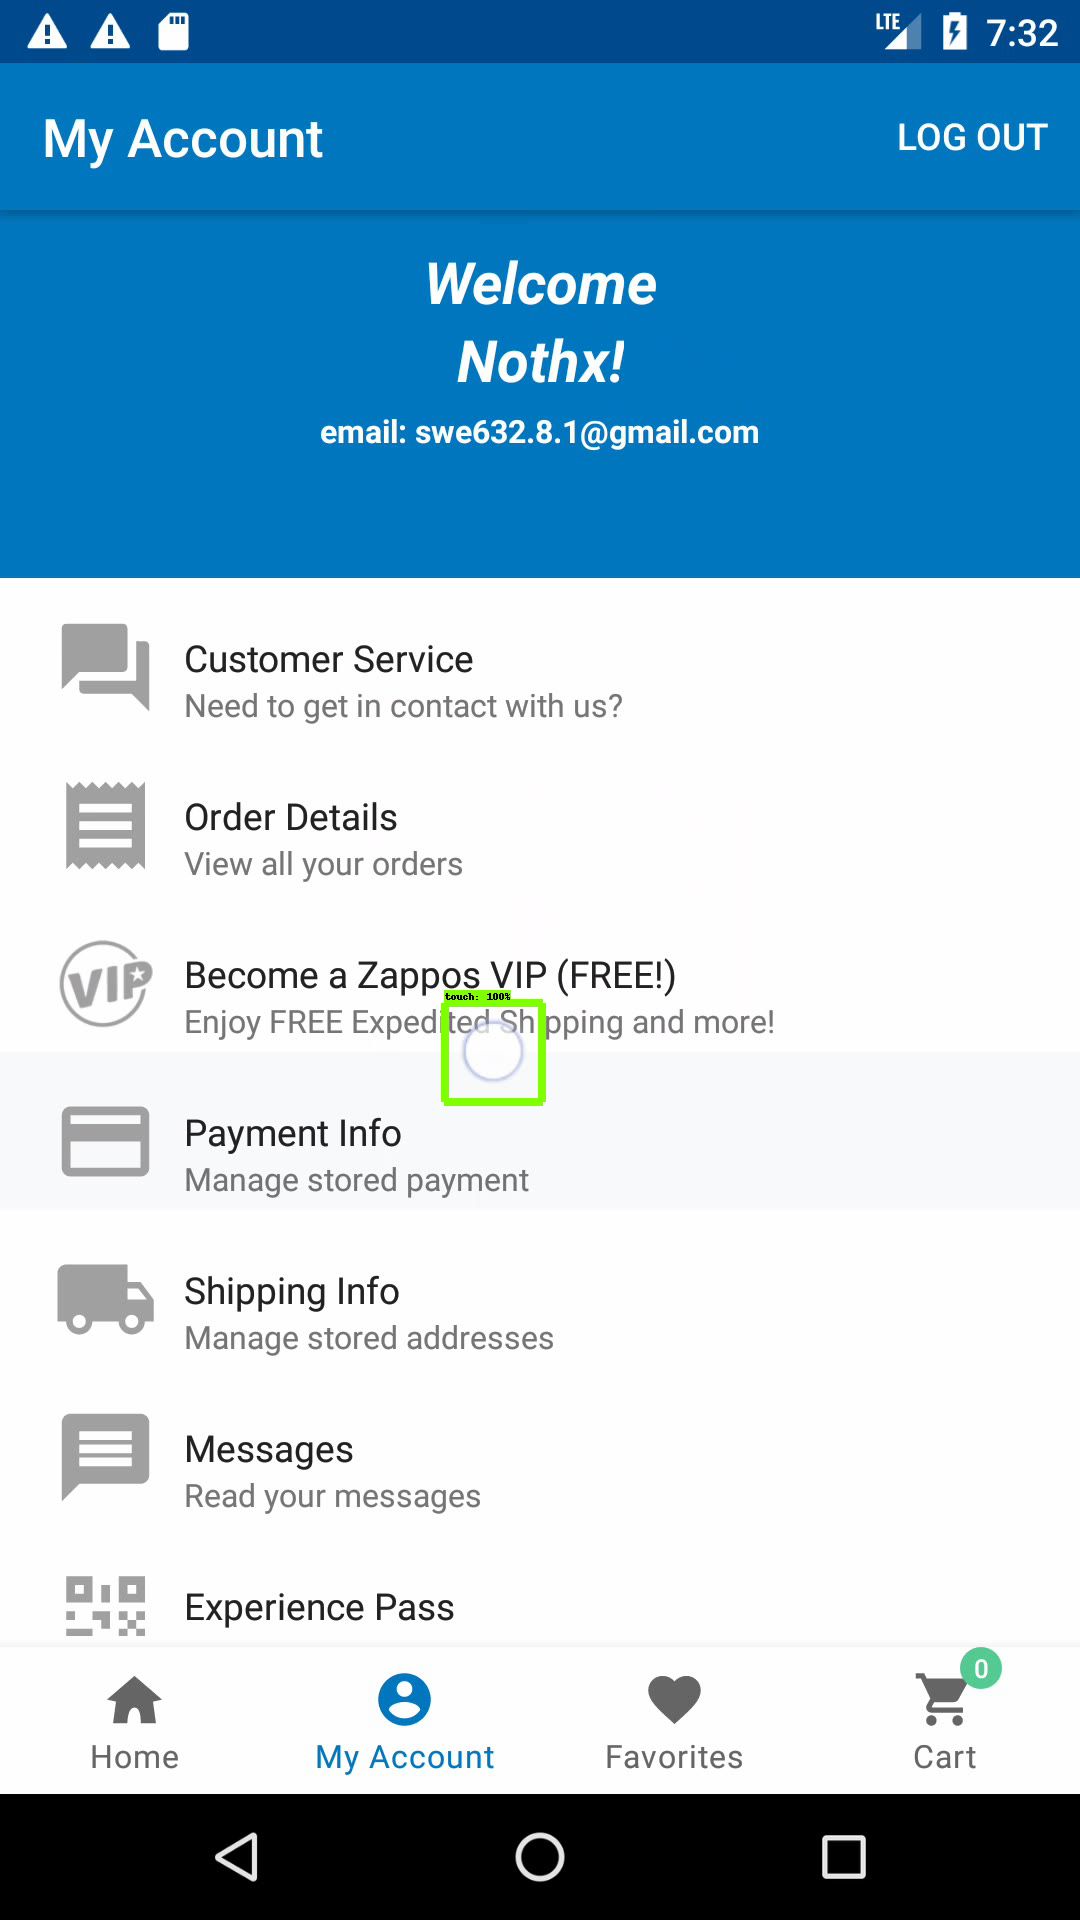 LTE 7:32
My Account LOG OUT
Welcome
Nothx!
email: swe632.8.1@gmail.com
Customer Service
Need to get in contact with us?
Order Details
View all your orders
VIP
Become a Zappos VIP (FREE!)
touch: 100%
Enjoy FREE Expedited Shipping and more!
Payment Info
Manage stored payment
Shipping Info
Manage stored addresses
Messages
Read your messages
Experience Pass
0
Home My Account Favorites Cart